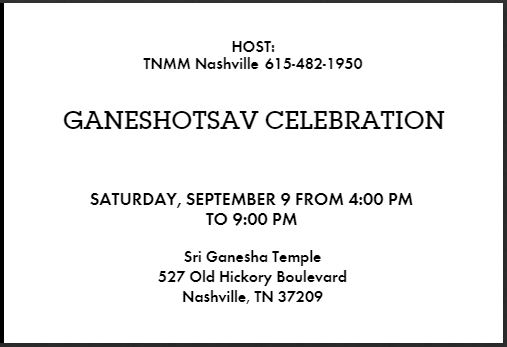 HOST:
TNMM Nashville 615-482-1950
GANESHOTSAV CELEBRATION
SATURDAY, SEPTEMBER 9 FROM 4:00 PM
TO 9:00 PM
Sri Ganesha Temple
527 Old Hickory Boulevard
Nashville, TN 37209